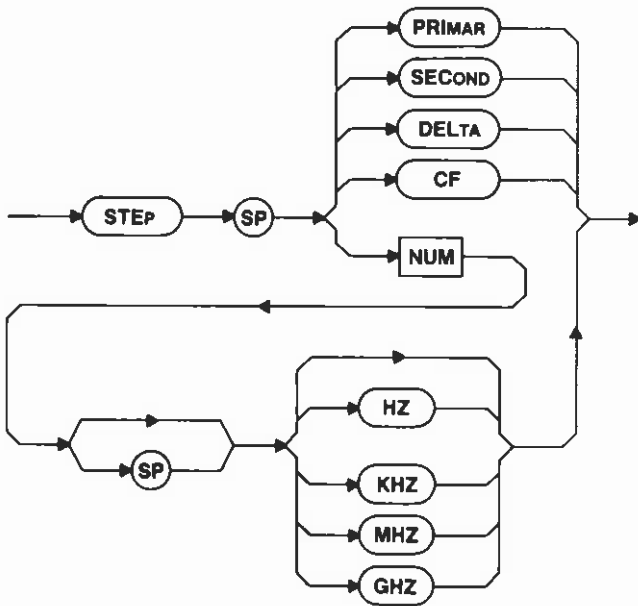 PRIMAR
SECOND
DELTA
CF
STEP
SP
NUM
SP
HZ
KHZ
MHZ
GHZ